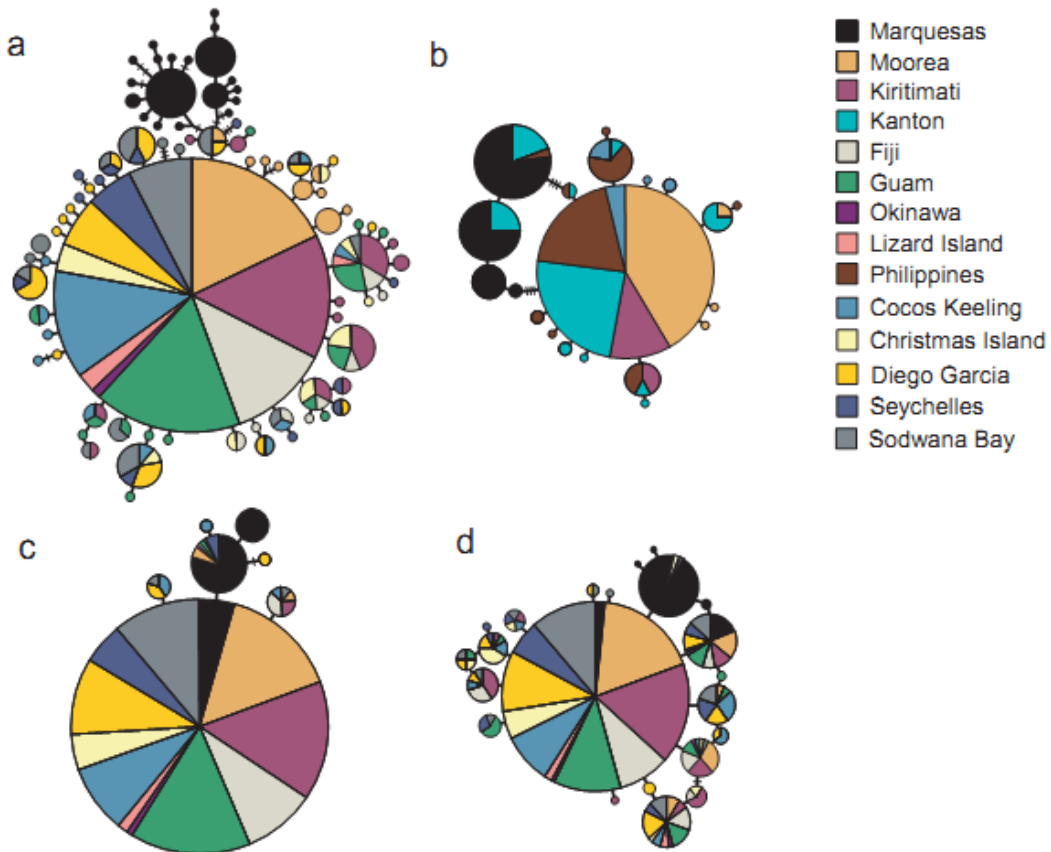 a
b
Marquesas
Moorea
Kiritimati
Kanton
Fiji
Guam
Okinawa
Lizard Island
Philippines
Cocos Keeling
Christmas Island
Diego Garcia
Seychelles
Sodwana Bay
c
d